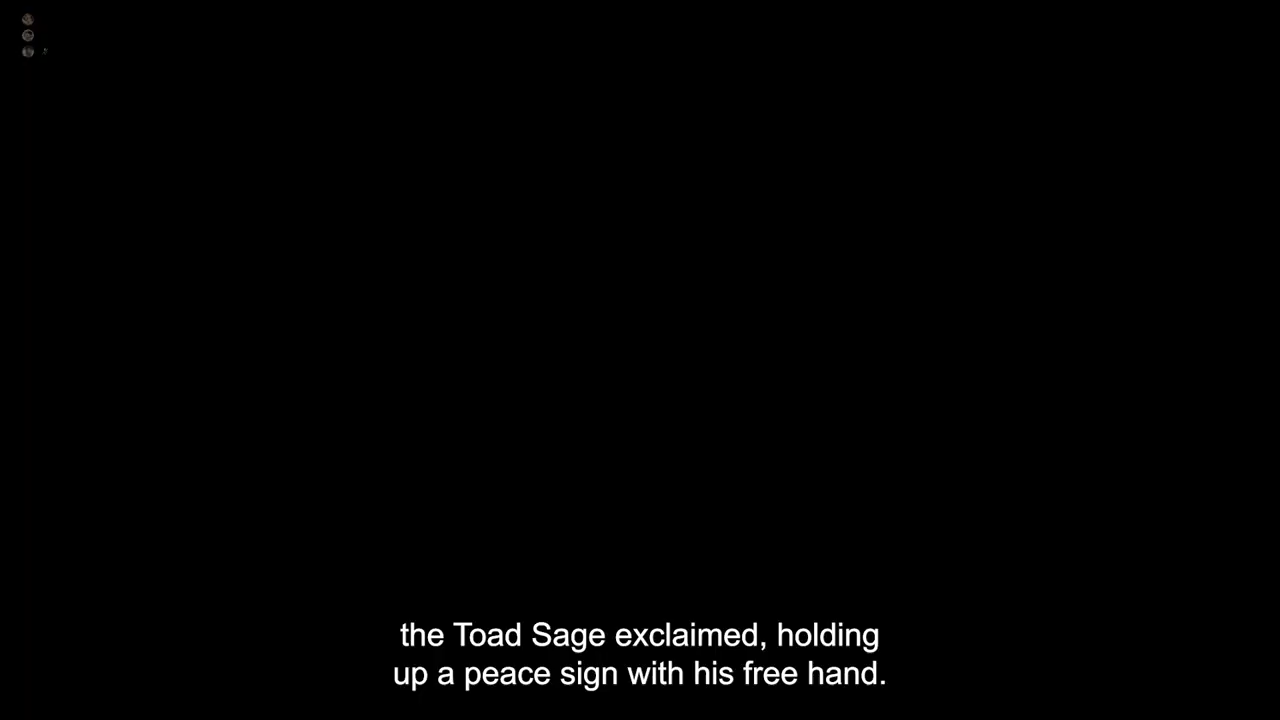 the Toad Sage exclaimed, holding
up a peace sign with his free hand.